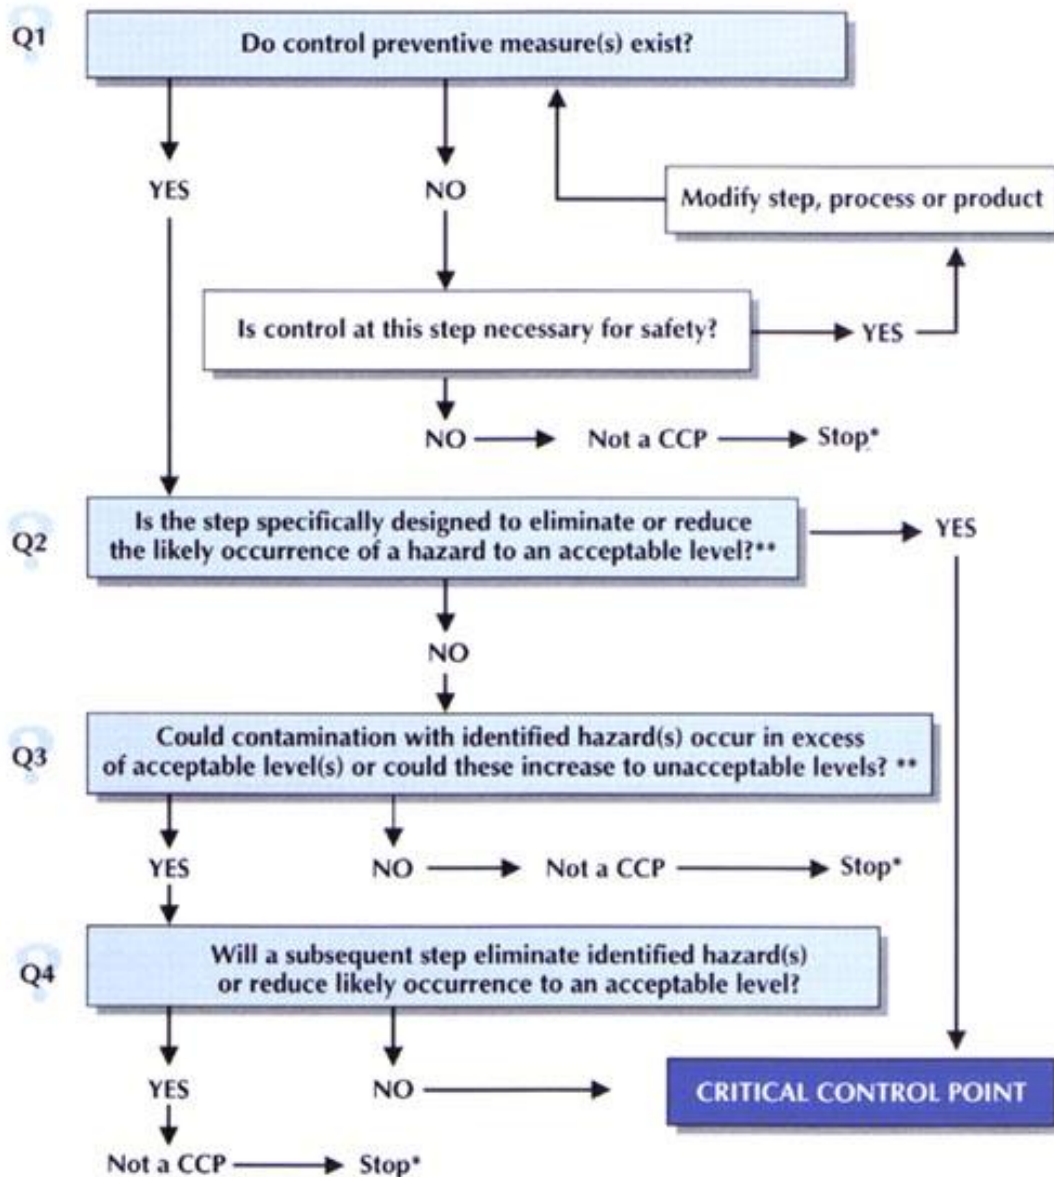 Q1
Do control preventive measure(s) exist?
YES
NO
Modify step, process or product
Is control at this step necessary for safety?
YES
NO
Not a CCP
Stop*
Q2
Is the step specifically designed to eliminate or reduce
the likely occurrence of a hazard to an acceptable level?**
YES
NO
Q3
Could contamination with identified hazard(s) occur in excess
of acceptable level(s) or could these increase to unacceptable levels? **
YES
NO
Not a CCP
Stop*
Q4
Will a subsequent step eliminate identified hazard(s)
or reduce likely occurrence to an acceptable level?
YES
NO
CRITICAL CONTROL POINT
Not a CCP
Stop*